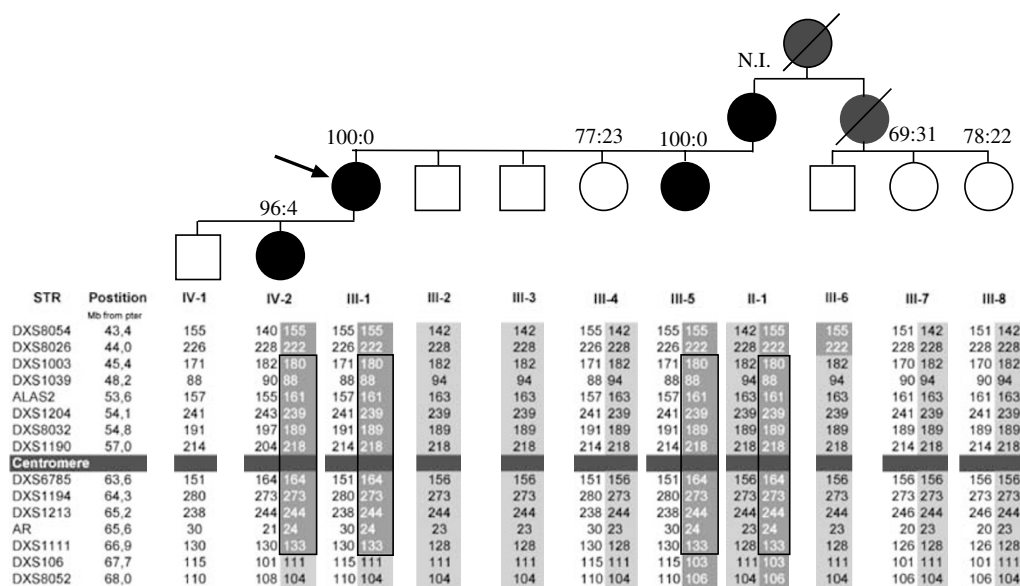 N.I.
100:0 77:23 100:0 69:31 78:22
96:4
STR Postition IV-1 IV-2 III-1 III-2 III-3 III-4 III-5 II-1 III-6 III-7 III-8
Mb from pter
DXS8054 43,4 155 140 155 155 155 142 142 155 142 155 155 142 155 155 151 142 151 142
DXS8026 44,0 226 228 222 226 222 228 228 226 228 226 222 228 222 222 228 228 228 228
DXS1003 45,4 171 182 180 171 180 182 182 171 182 171 180 182 180 182 170 182 170 182
DXS1039 48,2 88 90 88 88 88 94 94 88 94 88 88 94 88 94 90 94 90 94
ALAS2 53,6 157 155 161 157 161 163 163 157 163 157 161 163 161 163 161 163 161 163
DXS1204 54,1 241 243 239 241 239 239 239 241 239 241 239 239 239 239 241 239 241 239
DXS8032 54,8 191 197 189 191 189 189 189 191 189 191 189 189 189 189 189 189 189 189
DXS1190 57,0 214 204 218 214 218 218 218 214 218 214 218 218 218 218 214 218 214 218
Centromere
DXS6785 63,6 151 164 164 151 164 156 156 151 156 151 164 156 164 156 156 156 156 156
DXS1194 64,3 280 273 273 280 273 273 273 280 273 280 273 273 273 273 273 273 273 273
DXS1213 65,2 238 244 244 238 244 244 244 238 244 238 244 244 244 244 246 244 246 244
AR 65,6 30 21 24 30 24 23 23 30 23 30 24 23 24 23 20 23 20 23
DXS1111 66,9 130 130 133 130 133 128 128 130 128 130 133 128 133 128 126 128 126 128
DXS106 67,7 115 101 111 115 111 111 111 115 111 115 103 111 103 111 111 111 111 111
DXS8052 68,0 110 108 104 110 104 104 104 110 104 110 106 104 106 104 106 104 106 104